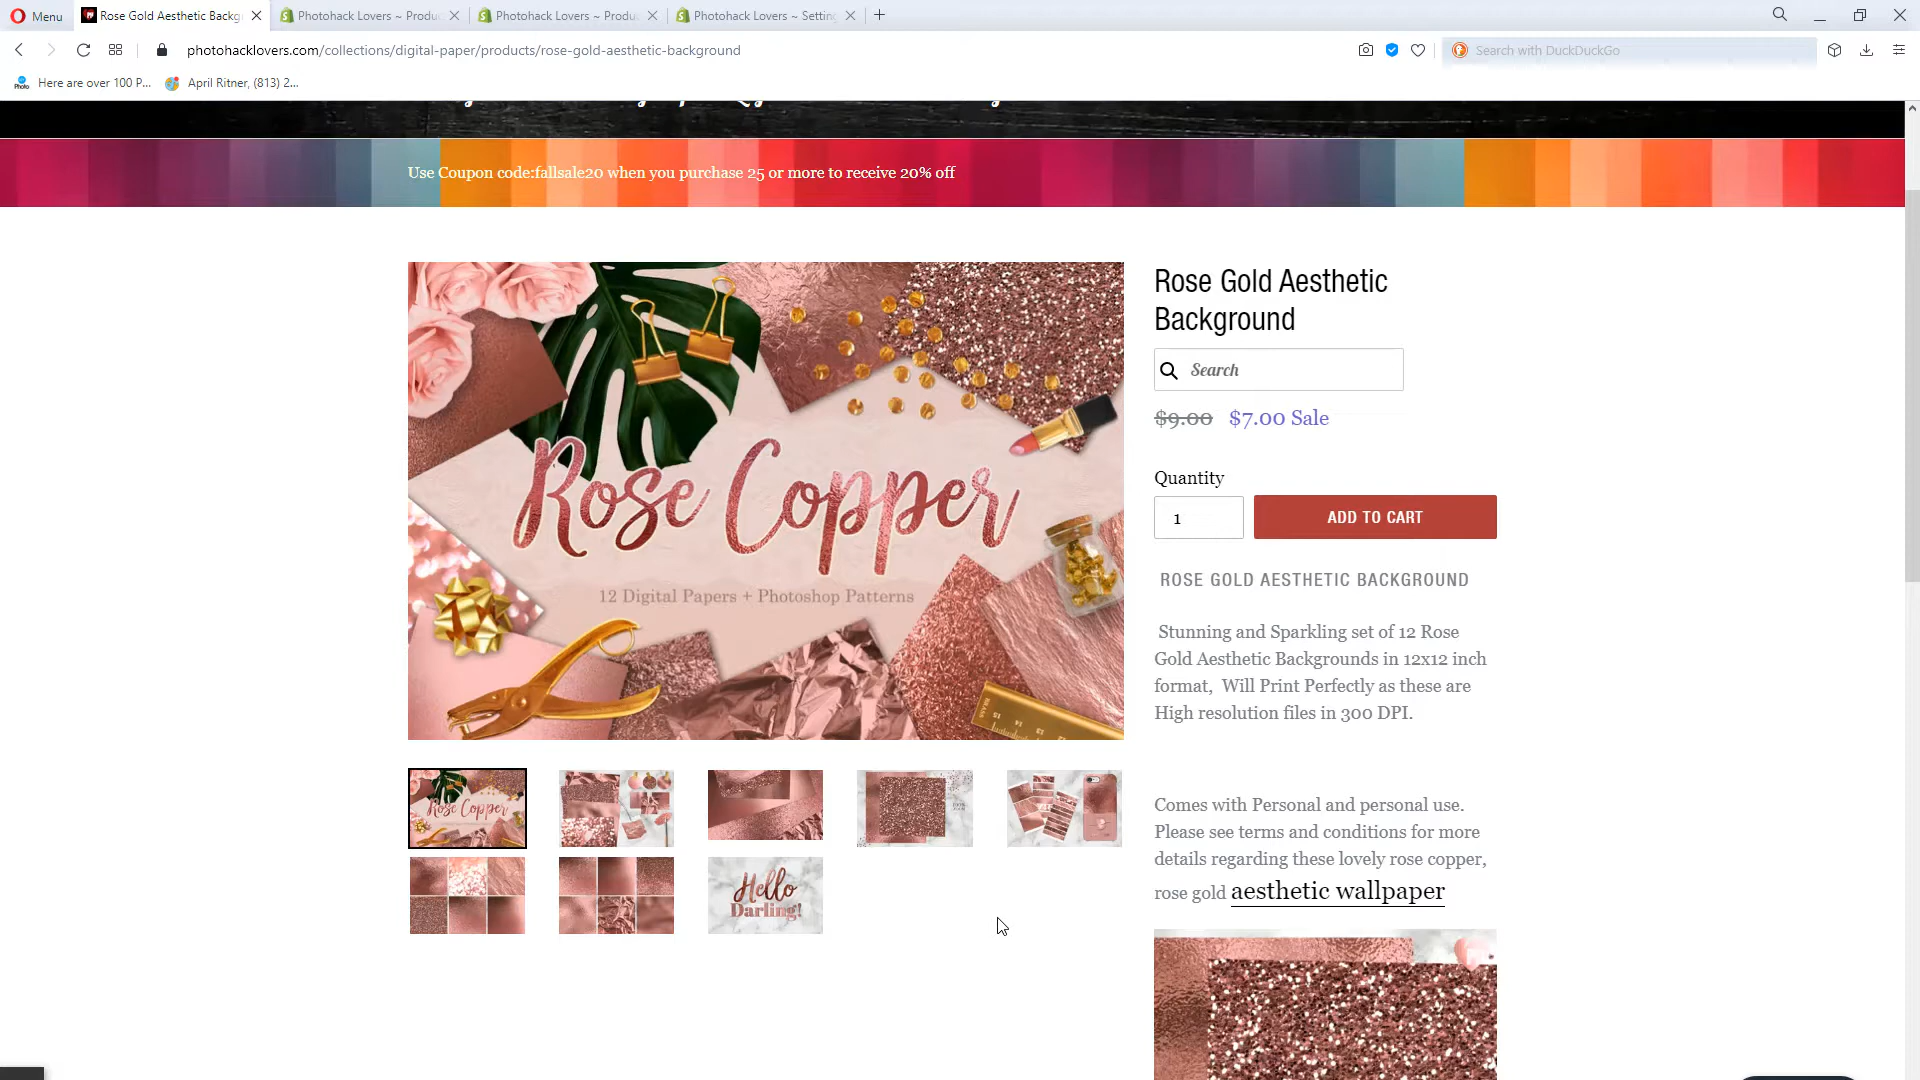 Menu
Rose Gold Aesthetic Backg
Photohack Lovers ~ Produc
Photohack Lovers ~ Produ
Photohack Lovers ~ Setting
photohacklovers.com/collections/digital-paper/products/rose-gold-aesthetic-background
Search with DuckDuckGo
Here are over 100 P...
April Ritner, (813) 2...
Use Coupon code:fallsale20 when you purchase 25 or more to receive 20% off
Rose Copper
12 Digital Papers + Photoshop Patterns
BRASS
Rose Gold Aesthetic
Background
Search
$9.00 $7.00 Sale
Quantity
1
ADD TO CART
ROSE GOLD AESTHETIC BACKGROUND
Stunning and Sparkling set of 12 Rose
Gold Aesthetic Backgrounds in 12x12 inch
format, Will Print Perfectly as these are
High resolution files in 300 DPI.
Comes with Personal and personal use.
Please see terms and conditions for more
details regarding these lovely rose copper,
rose gold aesthetic wallpaper
Rose Copper
Hello
Darling!